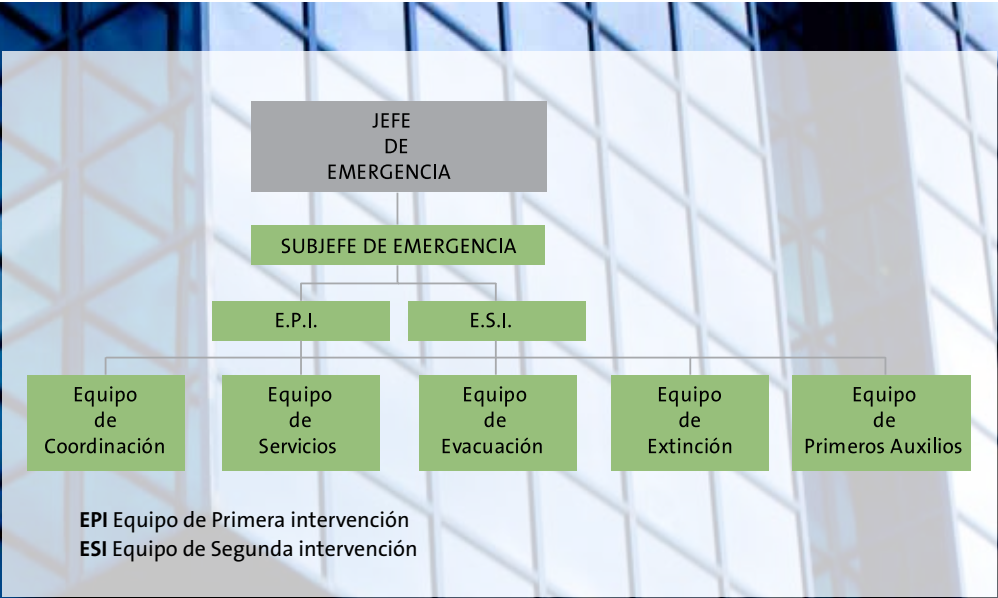 JEFE
DE
EMERGENCIA
SUBJEFE DE EMERGENCIA
E.P.I.
E.S.I.
Equipo
de
Coordinación
Equipo
de
Servicios
Equipo
de
Evacuación
Equipo
de
Extinción
Equipo
de
Primeros Auxilios
EPI Equipo de Primera intervención
ESI Equipo de Segunda intervención